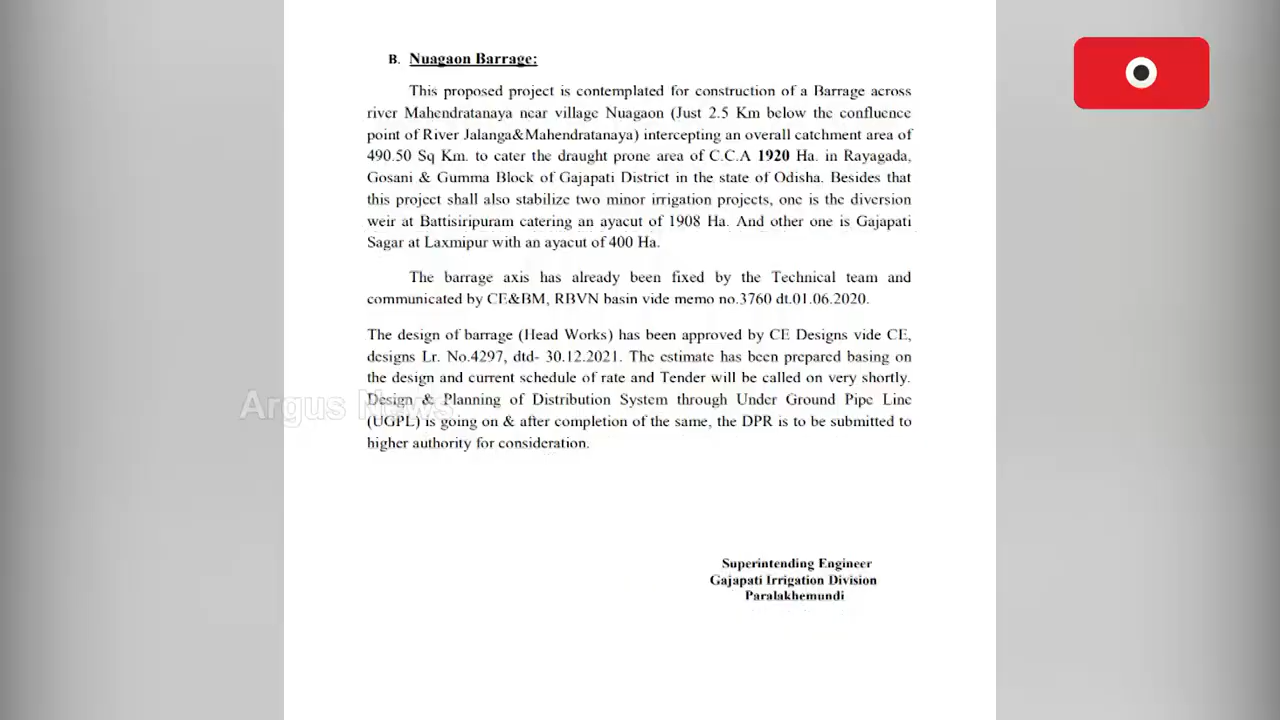 B. Nuagaon Barrage:
This proposed project is contemplated for construction of a Barrage across
river Mahendratanaya near village Nuagaon (Just 2.5 Km below the confluence
point of River Jalanga&Mahendratanaya) intercepting an overall catchment area of
490.50 Sq Km. to cater the draught prone area of C.C.A 1920 Ha. in Rayagada,
Gosani & Gumma Block of Gajapati District in the state of Odisha. Besides that
this project shall also stabilize two minor irrigation projects, one is the diversion
weir at Battisiripuram catering an ayacut of 1908 Ha. And other one is Gajapati
Sagar at Laxmipur with an ayacut of 400 Ha.
The barrage axis has already been fixed by the Technical team and
communicated by CE&BM, RBVN basin vide memo no.3760 dt.01.06.2020.
The design of barrage (Head Works) has been approved by CE Designs vide CE,
designs Lr. No.4297, dtd- 30.12.2021. The estimate has been prepared basing on
the design and current schedule of rate and Tender will be called on very shortly.
Design & Planning of Distribution System through Under Ground Pipe Line
(UGPL) is going on & after completion of the same, the DPR is to be submitted to
higher authority for consideration.
Argus News
Superintending Engineer
Gajapati Irrigation Division
Paralakhemundi